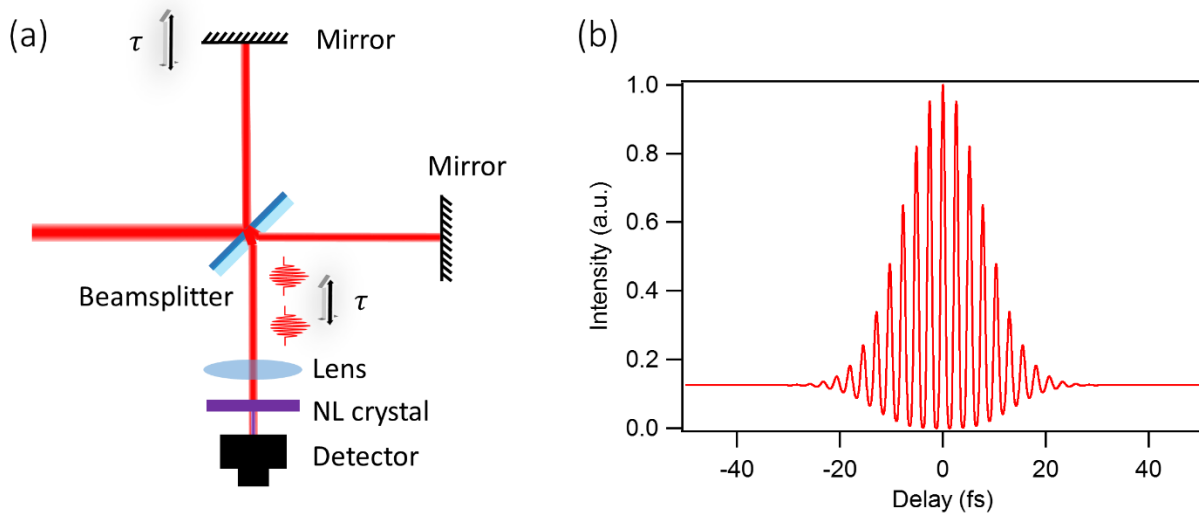 (a)
τ
Mirror
Mirror
Beamsplitter
τ
Lens
NL crystal
Detector
(b)
Intensity (a.u.)
1.0
0.8
0.6
0.4
0.2
0.0
-40
-20
0
20
40
Delay (fs)